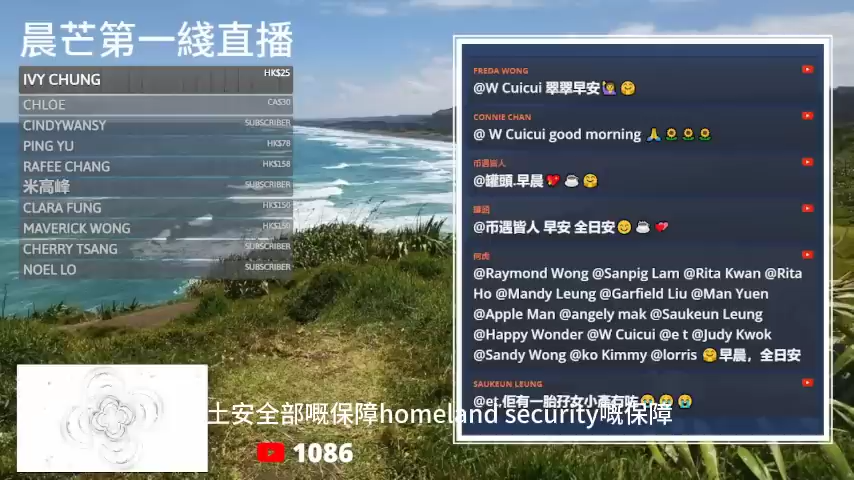 晨芒第一綫直播
IVY CHUNG HK$25
CHLOE CA$30
CINDYWANSY SUBSCRIBER
PING YU HK$78
RAFEE CHANG HK$158
米高峰 SUBSCRIBER
CLARA FUNG HK$150
MAVERICK WONG HK$150
CHERRY TSANG SUBSCRIBER
NOEL LO SUBSCRIBER
FREDA WONG
@W Cuicui 翠翠早安🙋‍♀️🤗
CONNIE CHAN
@ W Cuicui good morning 🙏🌻🌻🌻
币遇皆人
@罐頭.早晨💖☕🤗
罐頭
@币遇皆人 早安 全日安😊☕💕
何虎
@Raymond Wong @Sanpig Lam @Rita Kwan @Rita
Ho @Mandy Leung @Garfield Liu @Man Yuen
@Apple Man @angely mak @Saukeun Leung
@Happy Wonder @W Cuicui @e t @Judy Kwok
@Sandy Wong @ko Kimmy @lorris 🤗早晨，全日安
SAUKEUN LEUNG
@et,佢有一胎孖女小產冇咗😭😭😭
土安全部嘅保障homeland security嘅保障
1086